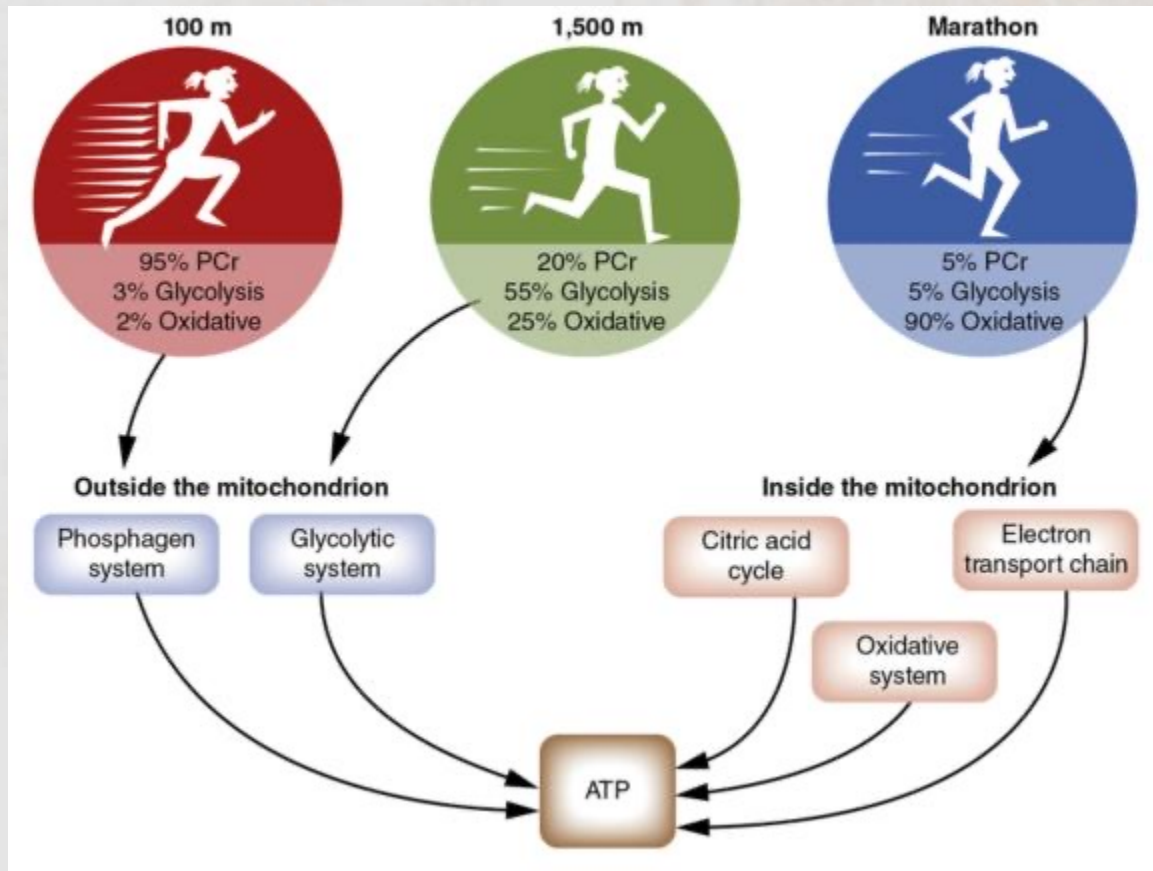 100 m
1,500 m
Marathon
95% PCr
3% Glycolysis
2% Oxidative
20% PCr
55% Glycolysis
25% Oxidative
5% PCr
5% Glycolysis
90% Oxidative
Outside the mitochondrion
Inside the mitochondrion
Phosphagen
system
Glycolytic
system
Citric acid
cycle
Electron
transport chain
Oxidative
system
ATP